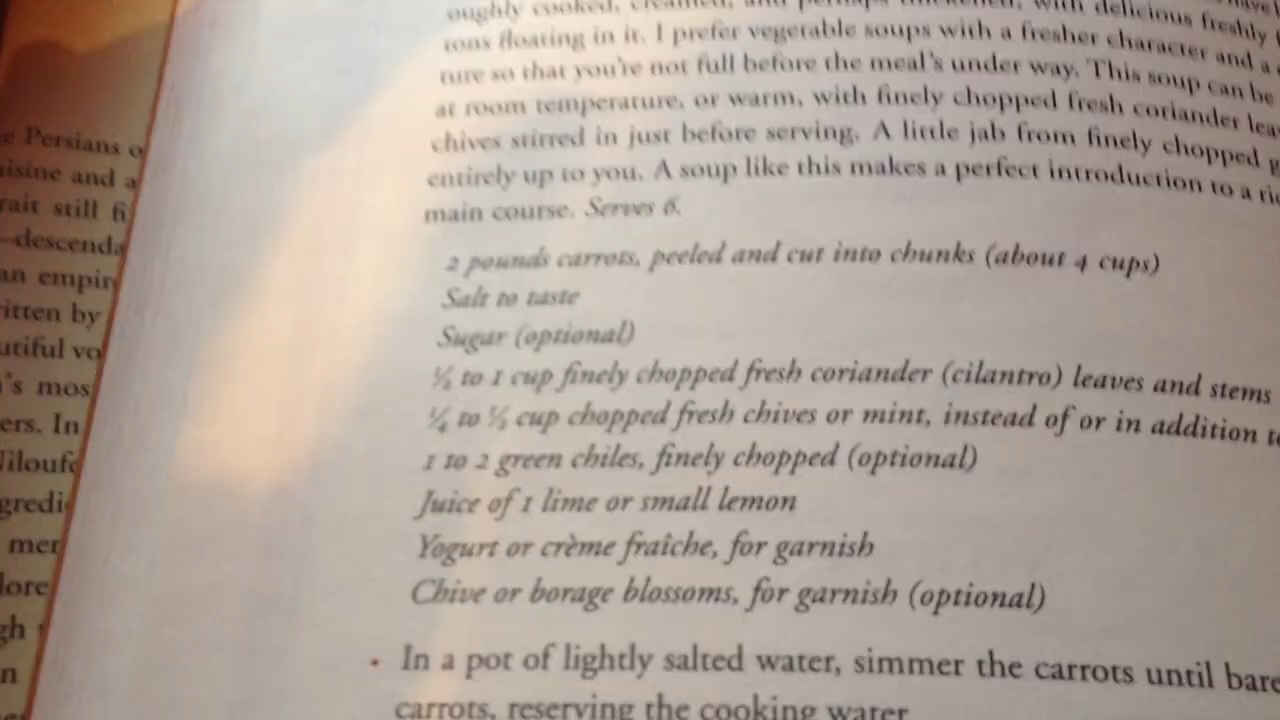 e Persians o
isine and a
rait still fi
—descenda
an empir
ritten by
utiful vo
's mos
ers. In
Niloufe
gredi
mer
lore
gh
n
oughly cooked, creamed, and perhaps thickened, with delicious freshly
tons floating in it. I prefer vegetable soups with a fresher character and a
ture so that you're not full before the meal's under way. This soup can be
at room temperature, or warm, with finely chopped fresh coriander lea
chives stirred in just before serving. A little jab from finely chopped g
entirely up to you. A soup like this makes a perfect introduction to a ric
main course. Serves 6.
2 pounds carrots, peeled and cut into chunks (about 4 cups)
Salt to taste
Sugar (optional)
to 1 cup finely chopped fresh coriander (cilantro) leaves and stems
¼ to cup chopped fresh chives or mint, instead of or in addition to
1 to 2 green chiles, finely chopped (optional)
Juice of 1 lime or small lemon
Yogurt or crème fraîche, for garnish
Chive or borage blossoms, for garnish (optional)
• In a pot of lightly salted water, simmer the carrots until bare
carrots, reserving the cooking water